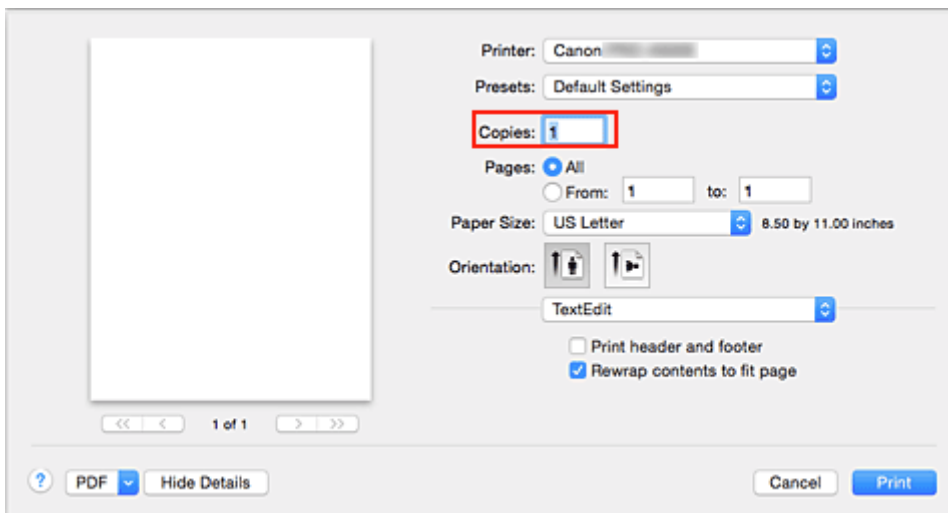 Printer: Canon
Presets: Default Settings
Copies: 1
Pages: All
From: 1 to: 1
Paper Size: US Letter 8.50 by 11.00 inches
Orientation:
TextEdit
Print header and footer
Rewrap contents to fit page
<< < 1 of 1 > >>
? PDF Hide Details Cancel Print